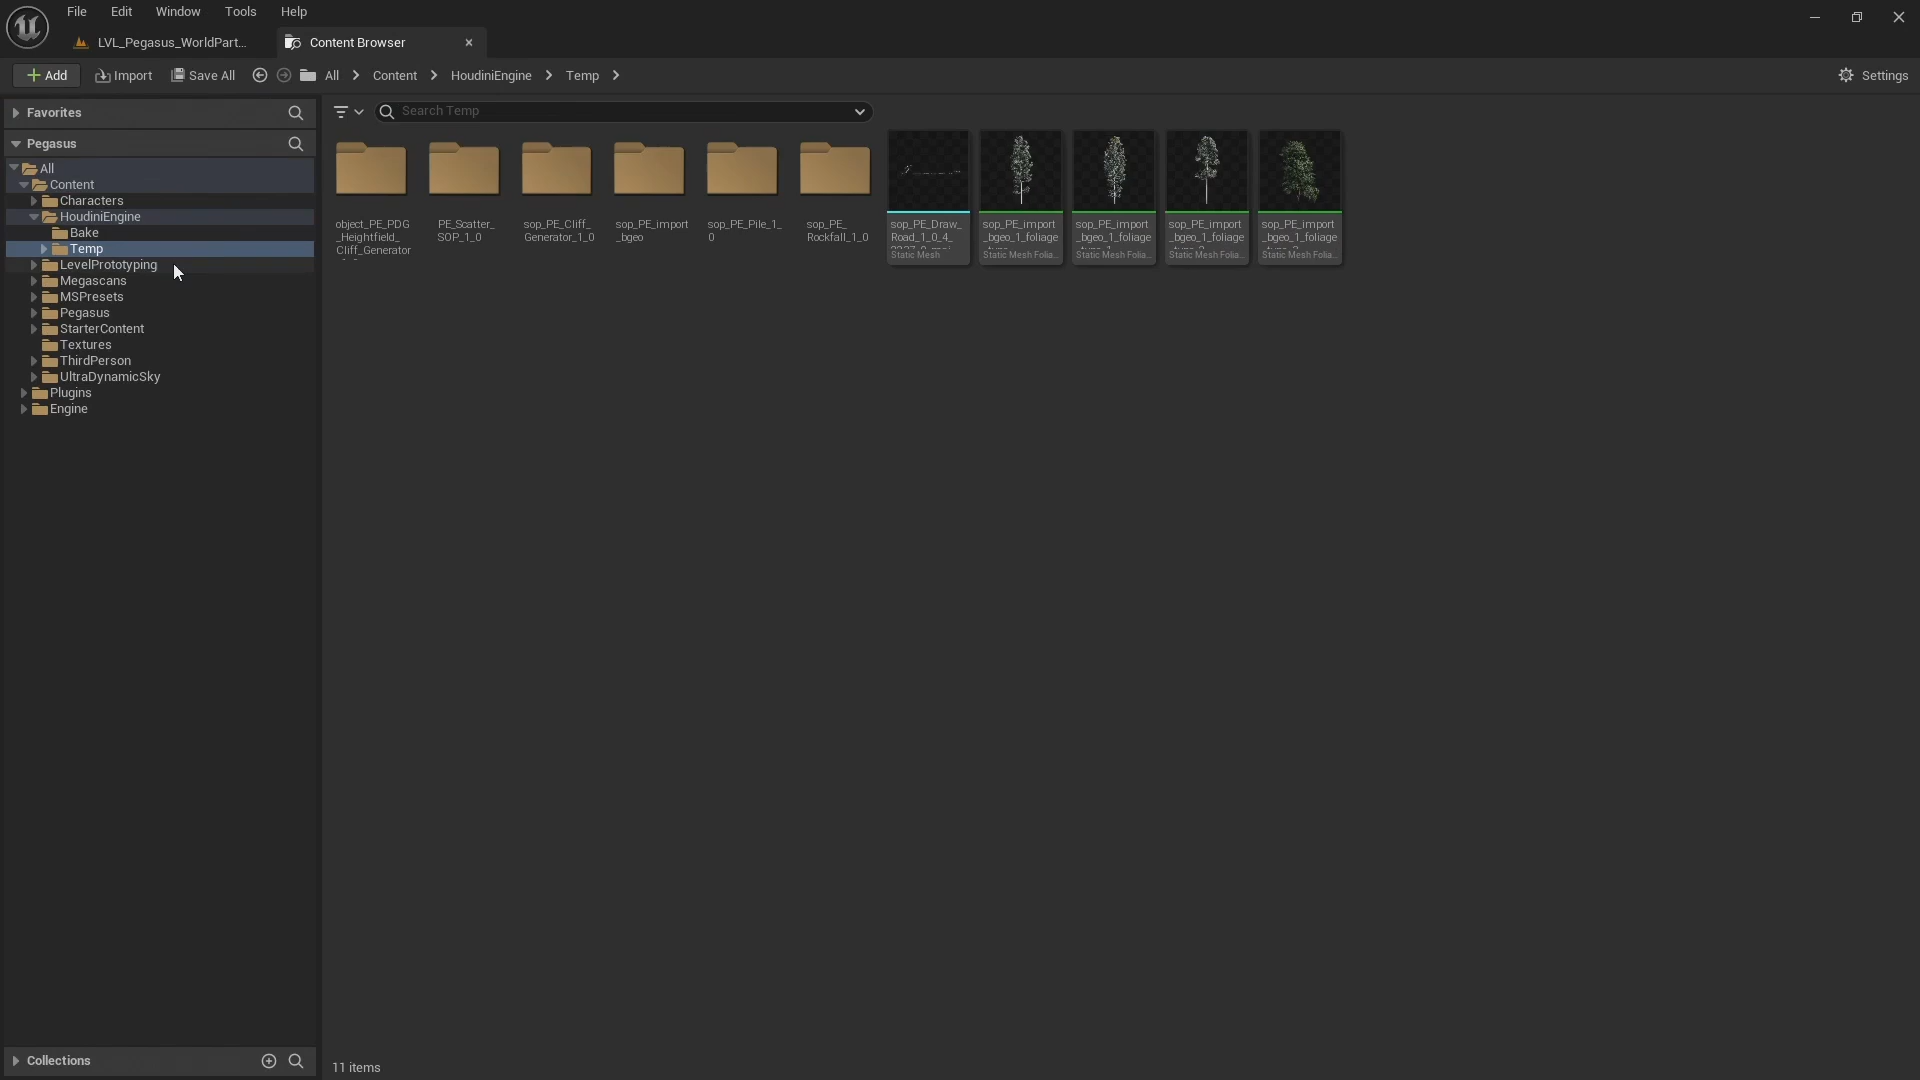 File Edit Window Tools Help
LVL_Pegasus_WorldPart... Content Browser
Add Import Save All All Content HoudiniEngine Temp Settings
Favorites
Search Temp
Pegasus
All
Content
Characters
HoudiniEngine
Bake
Temp
LevelPrototyping
Megascans
MSPresets
Pegasus
StarterContent
Textures
ThirdPerson
UltraDynamicSky
Plugins
Engine
object_PE_PDG
_Heightfield_
Cliff_Generator
PE_Scatter_
SOP_1_0
sop_PE_Cliff_
Generator_1_0
sop_PE_import
_bgeo
sop_PE_Pile_1_
0
sop_PE_
Rockfall_1_0
sop_PE_Draw_
Road_1_0_4_
Static Mesh
sop_PE_import
_bgeo_1_foliage
Static Mesh Folia...
sop_PE_import
_bgeo_1_foliage
Static Mesh Folia...
sop_PE_import
_bgeo_1_foliage
Static Mesh Folia...
sop_PE_import
_bgeo_1_foliage
Static Mesh Folia...
Collections
11 items